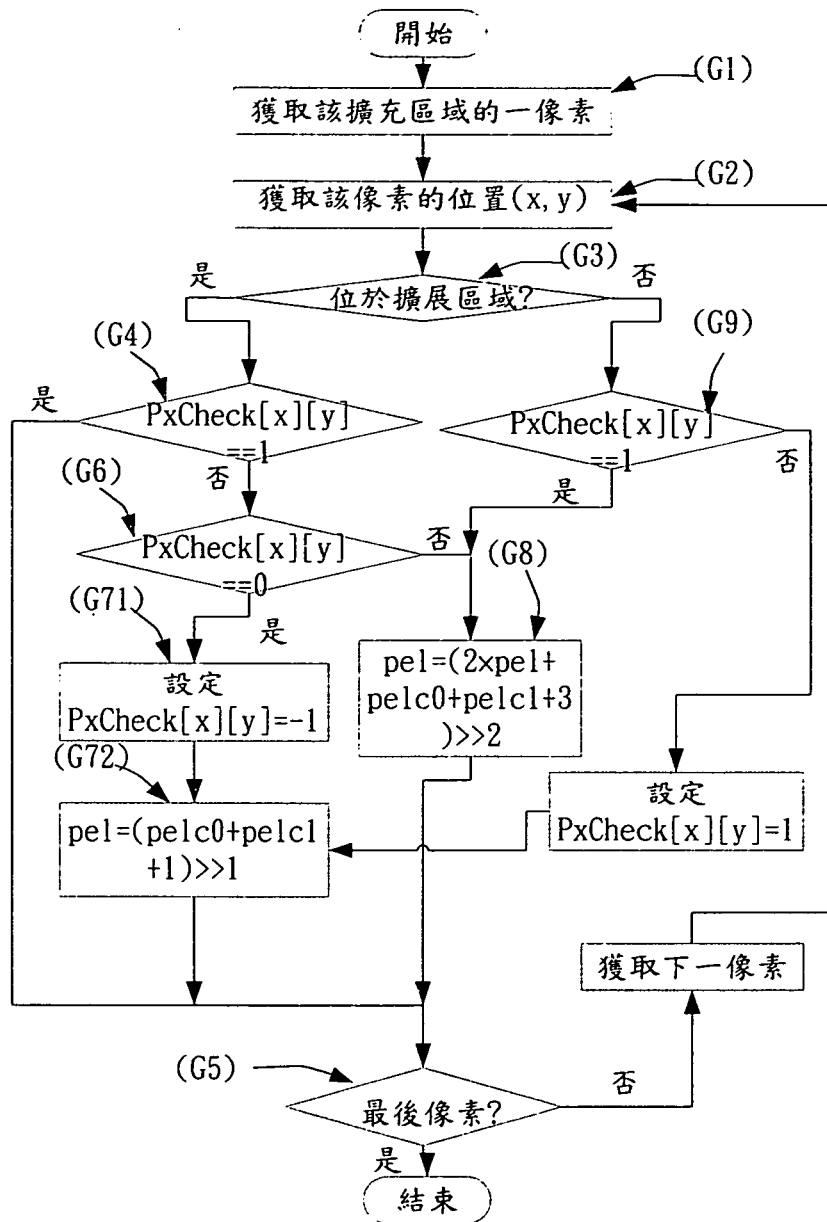 開始
(G1)
獲取該擴充區域的一像素
(G2)
獲取該像素的位置(x,y)
(G3)
是
否
位於擴展區域?
(G4)
(G9)
是
PxCheck[x][y]
==1
PxCheck[x][y]
==1
(G6)
否
否
是
PxCheck[x][y]
==0
否
(G8)
(G71)
是
設定
PxCheck[x][y]=-1
pel=(2×pel+
pelc0+pelc1+3
)>>2
(G72)
設定
PxCheck[x][y]=1
pel=(pelc0+pelc1
+1)>>1
獲取下一像素
(G5)
否
最後像素?
是
結束